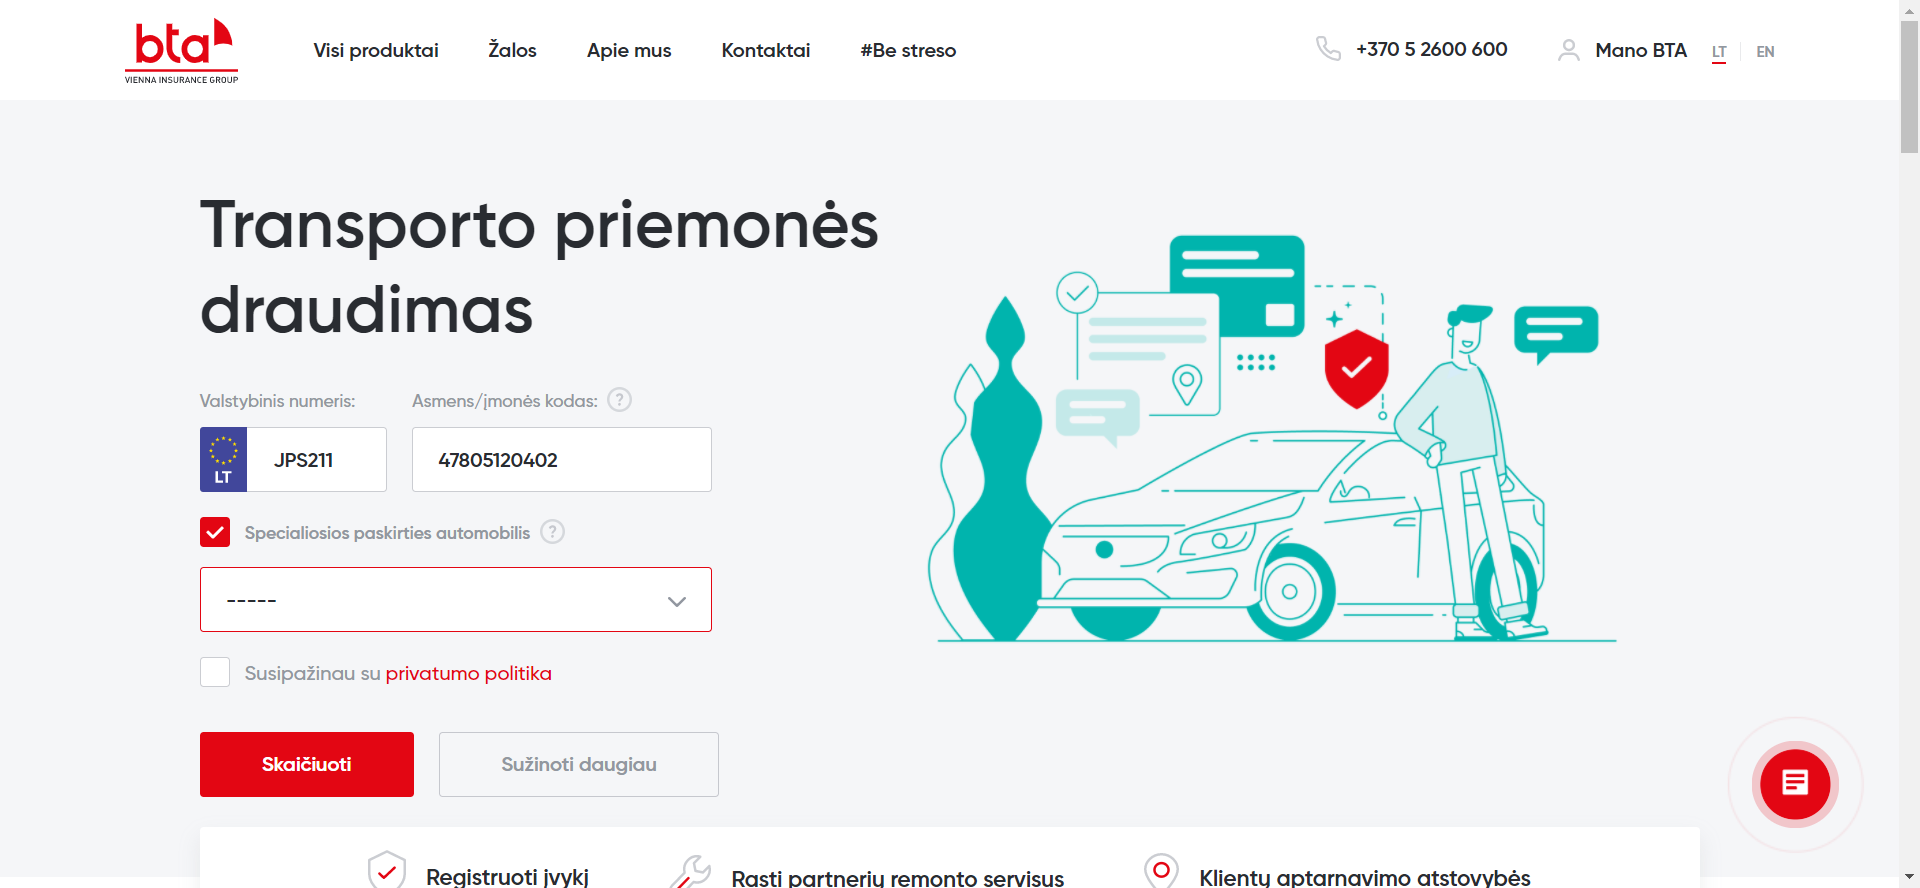 bta
VIENNA INSURANCE GROUP
Visi produktai
Žalos
Apie mus
Kontaktai
#Be streso
+370 5 2600 600
Mano BTA
LT
EN
Transporto priemonės
draudimas
Valstybinis numeris:
Asmens/įmonės kodas:
?
LT
JPS211
47805120402
Specialiosios paskirties automobilis
?
-----
Susipažinau su privatumo politika
Skaičiuoti
Sužinoti daugiau
Registruoti įvykį
Rasti partnerių remonto servisus
Klientų aptarnavimo atstovybės